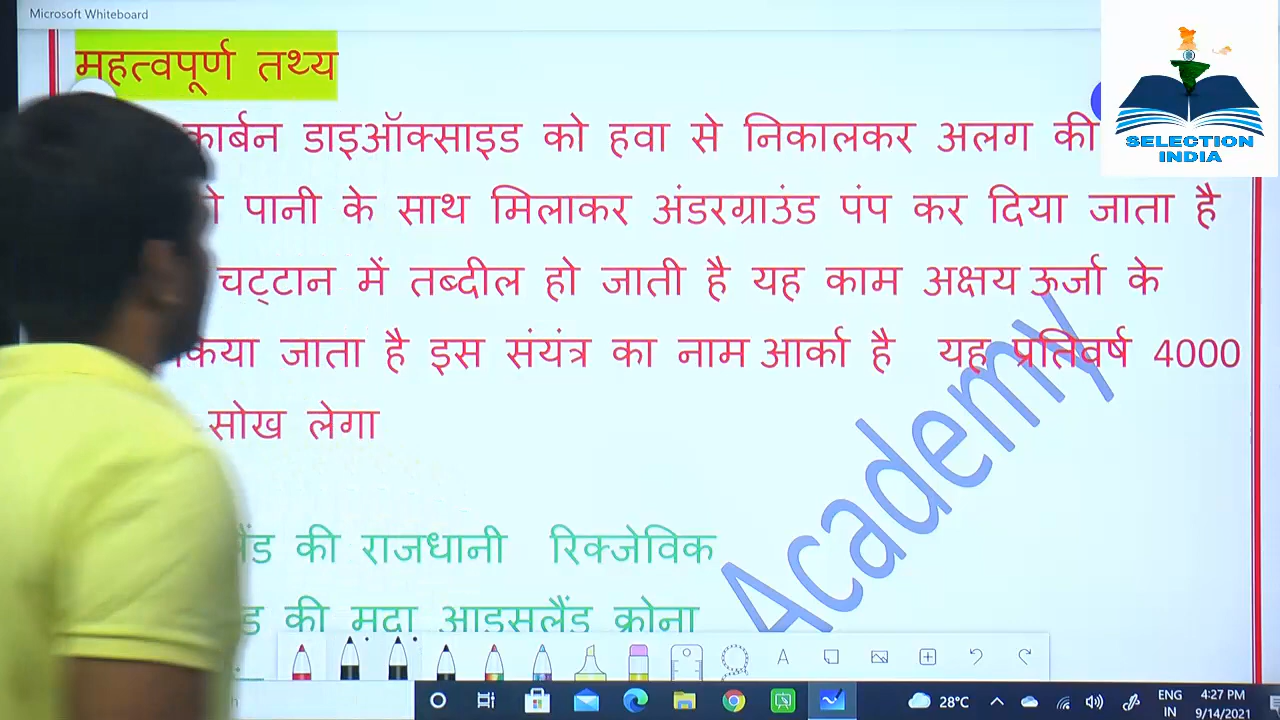 Microsoft Whiteboard
महत्वपूर्ण तथ्य
कार्बन डाइऑक्साइड को हवा से निकालकर अलग की
पानी के साथ मिलाकर अंडरग्राउंड पंप कर दिया जाता है
चट्टान में तब्दील हो जाती है यह काम अक्षय ऊर्जा के
किया जाता है इस संयंत्र का नाम आर्का है यह प्रतिवर्ष 4000
सोख लेगा
की राजधानी रिक्जेविक
की मुद्रा आइसलैंड क्रोना
Academy
SELECTION
INDIA
28°C
ENG
IN
4:27 PM
9/14/2021